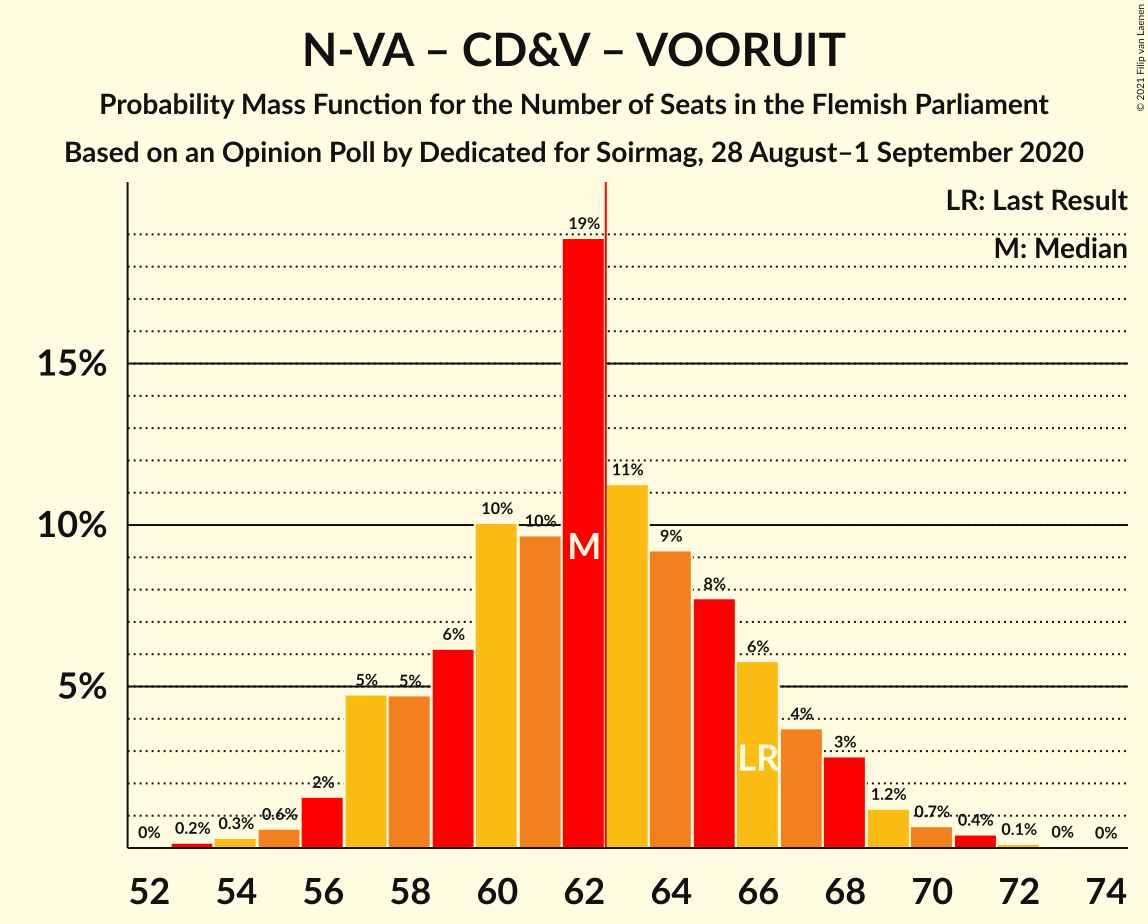 N-VA – CD&V – VOORUIT
Probability Mass Function for the Number of Seats in the Flemish Parliament
Based on an Opinion Poll by Dedicated for Soirmag, 28 August–1 September 2020
© 2021 Filip van Laenen
LR: Last Result
M: Median
15%
10%
5%
0%
0.2%
0.3%
0.6%
2%
5%
5%
6%
10%
10%
19%
11%
9%
8%
6%
4%
3%
1.2%
0.7%
0.4%
0.1%
0%
0%
M
LR
52 54 56 58 60 62 64 66 68 70 72 74